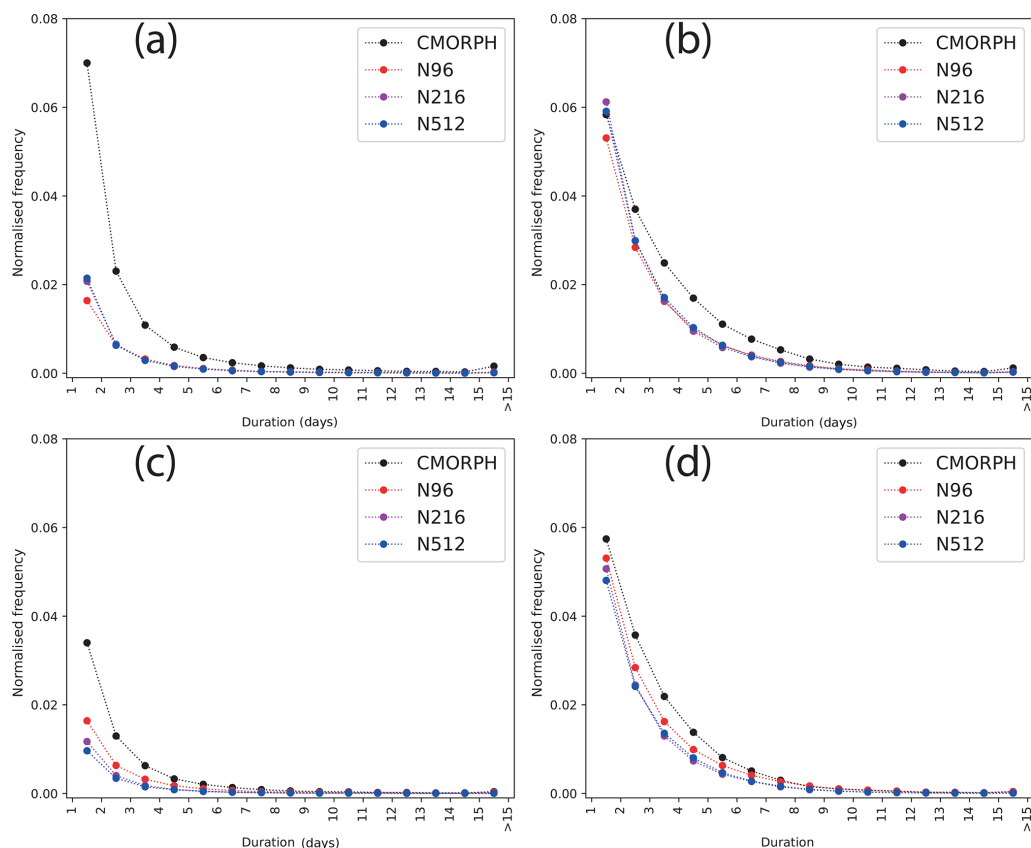 (a)
CMORPH
N96
N216
N512
0.08
0.06
0.04
0.02
0.00
Normalised frequency
1 2 3 4 5 6 7 8 9 10 11 12 13 14 15 >15
Duration (days)
(b)
CMORPH
N96
N216
N512
0.08
0.06
0.04
0.02
0.00
Normalised frequency
1 2 3 4 5 6 7 8 9 10 11 12 13 14 15 >15
Duration (days)
(c)
CMORPH
N96
N216
N512
0.08
0.06
0.04
0.02
0.00
Normalised frequency
1 2 3 4 5 6 7 8 9 10 11 12 13 14 15 >15
Duration (days)
(d)
CMORPH
N96
N216
N512
0.08
0.06
0.04
0.02
0.00
Normalised frequency
1 2 3 4 5 6 7 8 9 10 11 12 13 14 15 >15
Duration